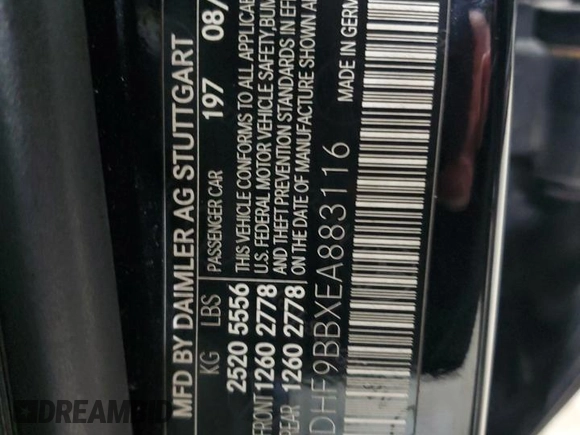 MFD BY DAIMLER AG STUTTGART
KG LBS PASSENGER CAR 197 08/
2520 5556 THIS VEHICLE CONFORMS TO ALL APPLICABLE
FRONT 1260 2778 U.S. FEDERAL MOTOR VEHICLE SAFETY, BUM
REAR 1260 2778 AND THEFT PREVENTION STANDARDS IN EFF
ON THE DATE OF MANUFACTURE SHOWN A
DHF9BBXEA883116 MADE IN GERM
DREAMBID